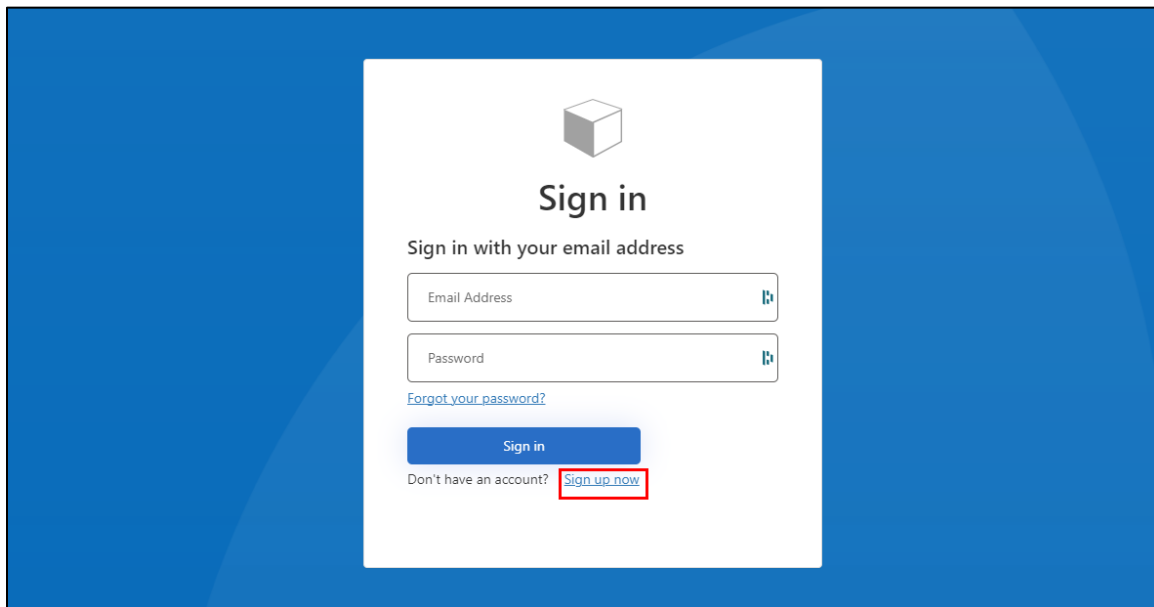 Sign in
Sign in with your email address
Email Address
Password
Forgot your password?
Sign in
Don't have an account? Sign up now